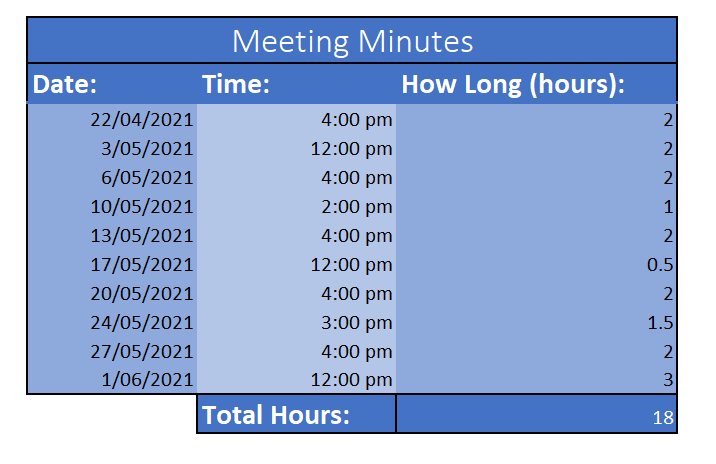 Meeting Minutes
Date: Time: How Long (hours):
22/04/2021 4:00 pm 2
3/05/2021 12:00 pm 2
6/05/2021 4:00 pm 2
10/05/2021 2:00 pm 1
13/05/2021 4:00 pm 2
17/05/2021 12:00 pm 0.5
20/05/2021 4:00 pm 2
24/05/2021 3:00 pm 1.5
27/05/2021 4:00 pm 2
1/06/2021 12:00 pm 3
Total Hours: 18